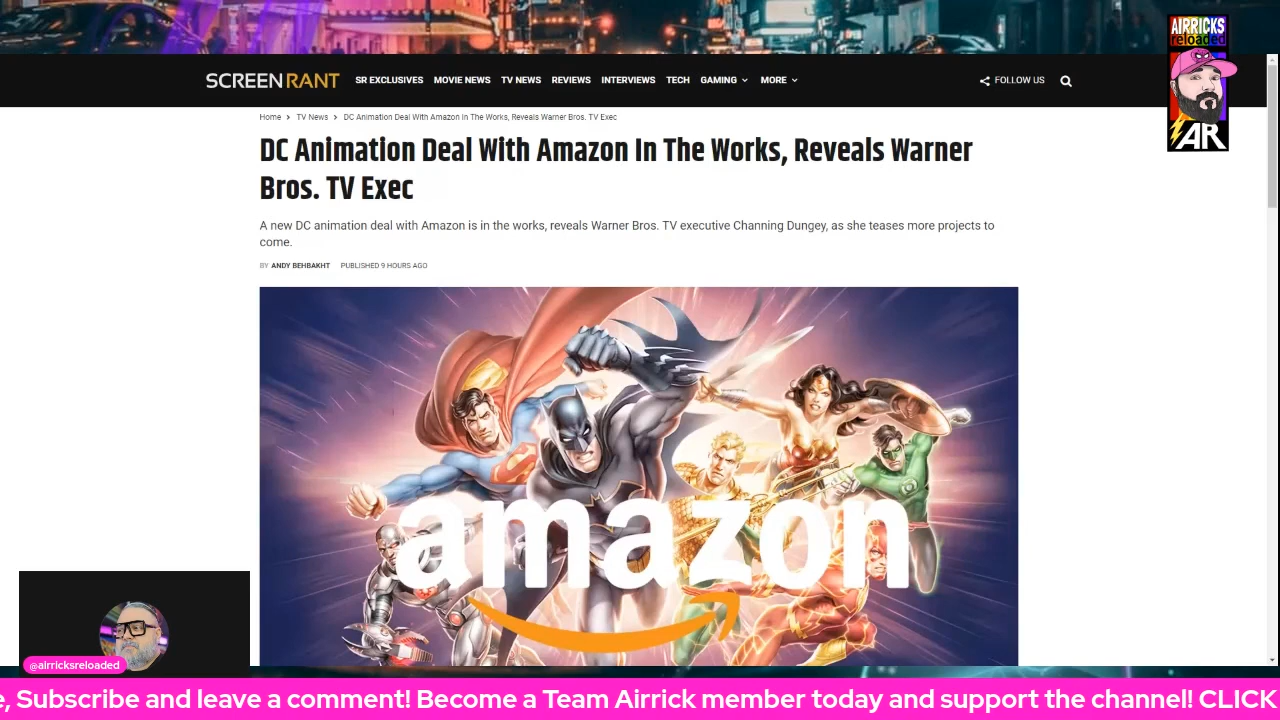 AIRRICKS
reloaded
AR
SCREENRANT SR EXCLUSIVES MOVIE NEWS TV NEWS REVIEWS INTERVIEWS TECH GAMING MORE FOLLOW US
Home > TV News > DC Animation Deal With Amazon In The Works, Reveals Warner Bros. TV Exec
DC Animation Deal With Amazon In The Works, Reveals Warner
Bros. TV Exec
A new DC animation deal with Amazon is in the works, reveals Warner Bros. TV executive Channing Dungey, as she teases more projects to
come.
BY ANDY BEHBAKHT PUBLISHED 9 HOURS AGO
amazon
@airricksreloaded
e, Subscribe and leave a comment! Become a Team Airrick member today and support the channel! CLICK